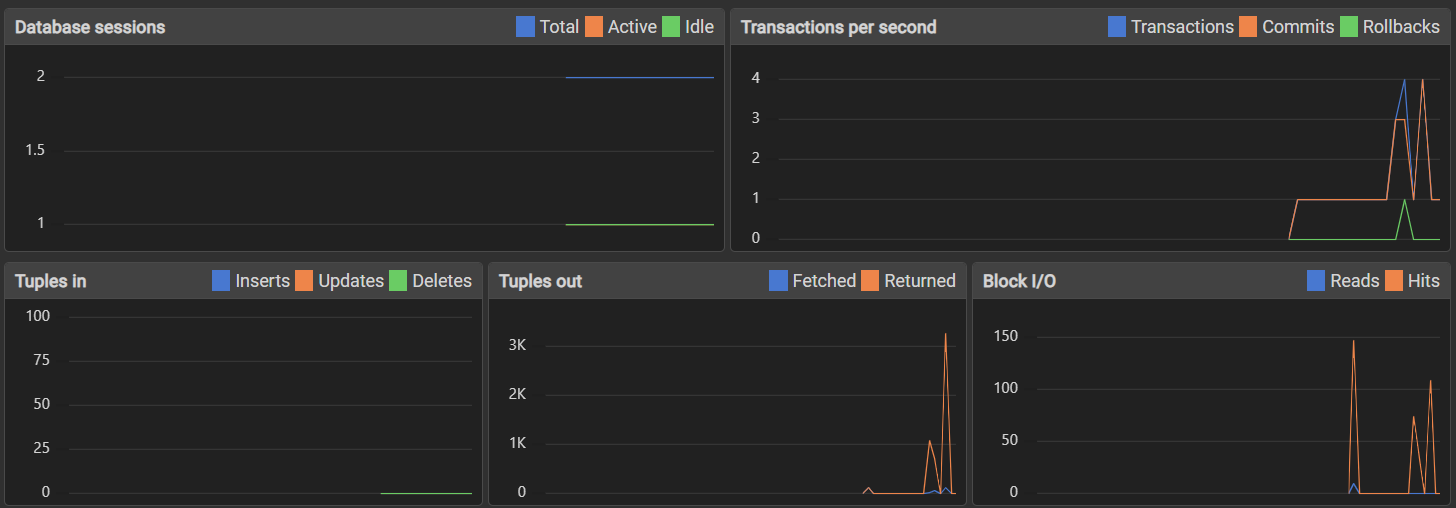 Database sessions
Total Active Idle
2
1.5
1
Transactions per second
Transactions Commits Rollbacks
4
3
2
1
0
Tuples in
Inserts Updates Deletes
100
75
50
25
0
Tuples out
Fetched Returned
3K
2K
1K
0
Block I/O
Reads Hits
150
100
50
0